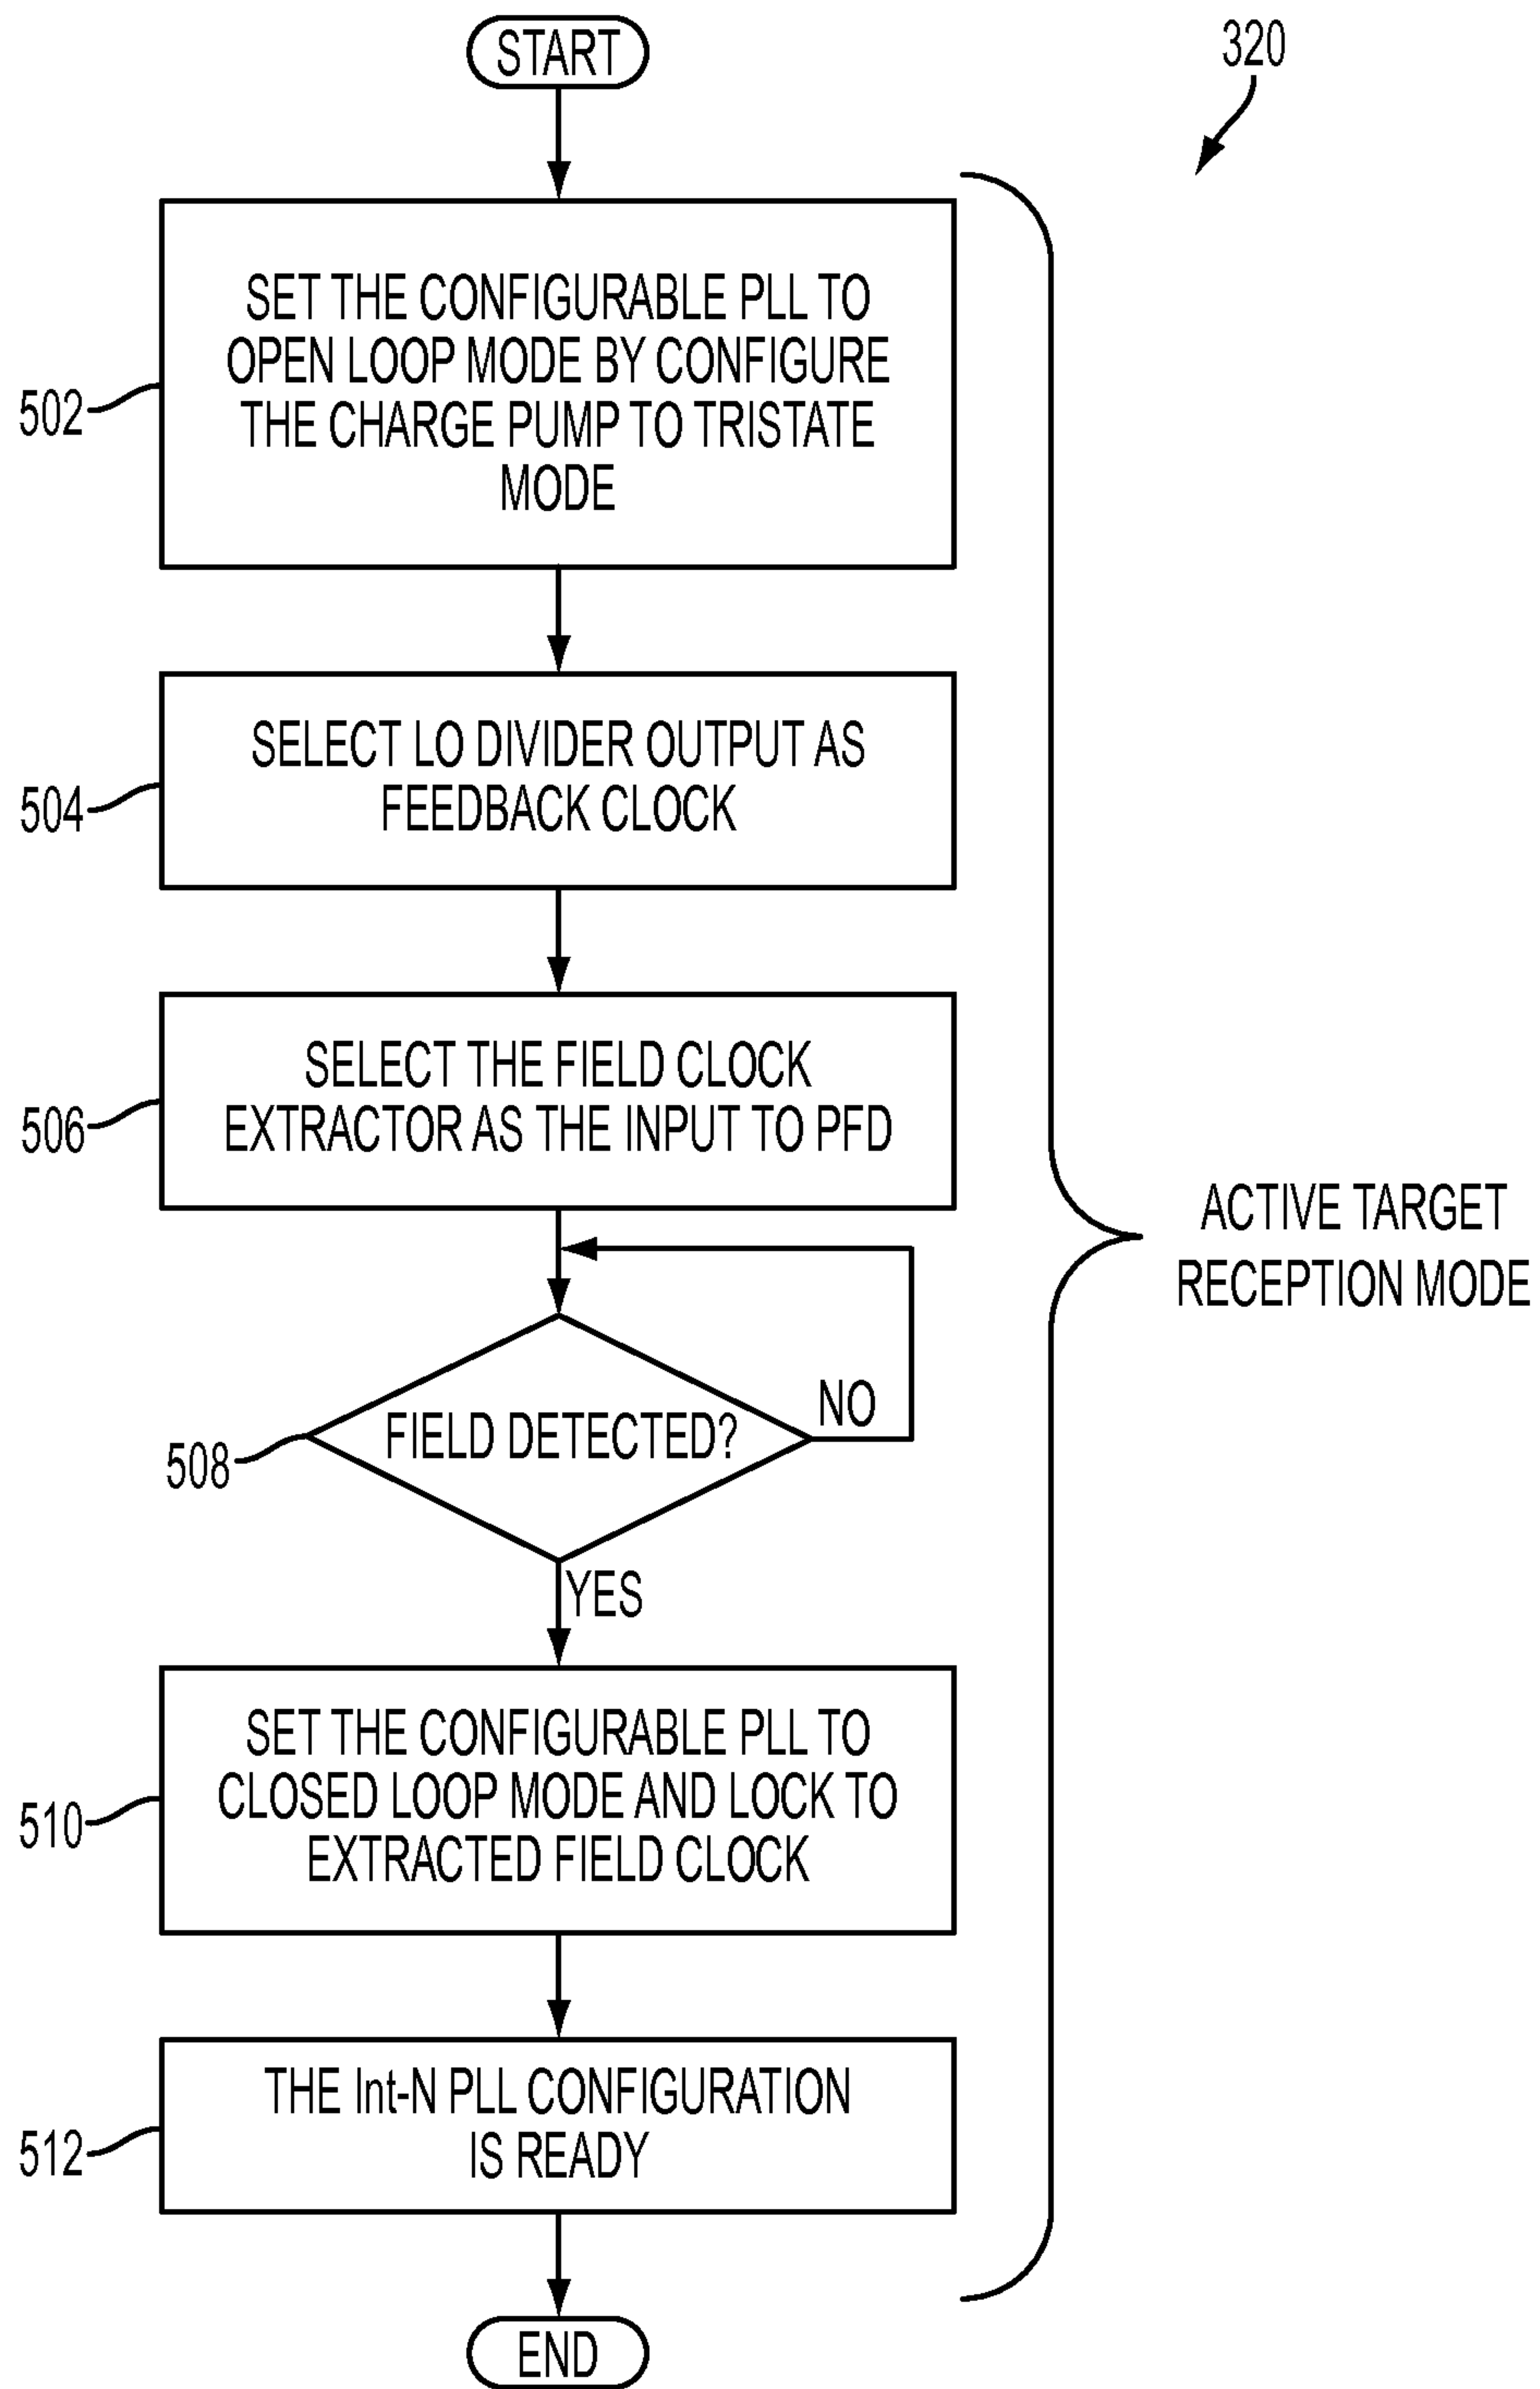 START
320
SET THE CONFIGURABLE PLL TO
OPEN LOOP MODE BY CONFIGURE
THE CHARGE PUMP TO TRISTATE
MODE
502
SELECT LO DIVIDER OUTPUT AS
FEEDBACK CLOCK
504
SELECT THE FIELD CLOCK
EXTRACTOR AS THE INPUT TO PFD
506
ACTIVE TARGET
RECEPTION MODE
FIELD DETECTED?
NO
508
YES
SET THE CONFIGURABLE PLL TO
CLOSED LOOP MODE AND LOCK TO
EXTRACTED FIELD CLOCK
510
THE Int-N PLL CONFIGURATION
IS READY
512
END